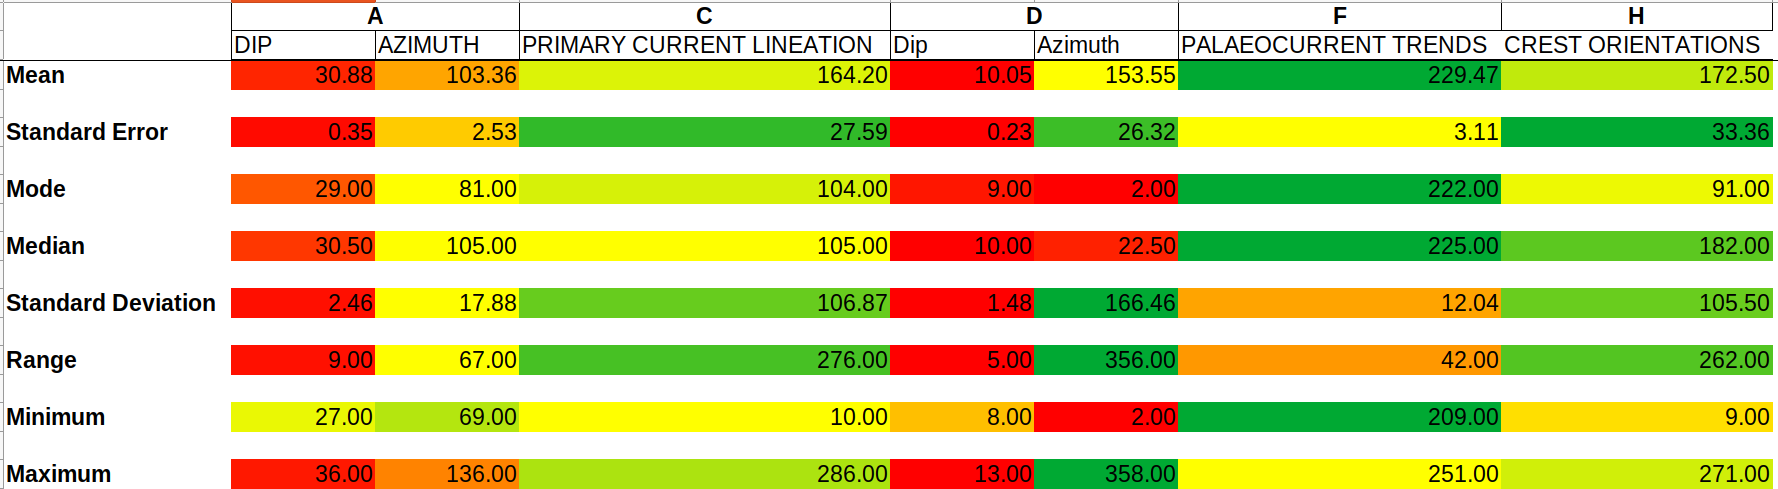 A C D F H
DIP AZIMUTH PRIMARY CURRENT LINEATION Dip Azimuth PALAEOCURRENT TRENDS CREST ORIENTATIONS
Mean 30.88 103.36 164.20 10.05 153.55 229.47 172.50
Standard Error 0.35 2.53 27.59 0.23 26.32 3.11 33.36
Mode 29.00 81.00 104.00 9.00 2.00 222.00 91.00
Median 30.50 105.00 105.00 10.00 22.50 225.00 182.00
Standard Deviation 2.46 17.88 106.87 1.48 166.46 12.04 105.50
Range 9.00 67.00 276.00 5.00 356.00 42.00 262.00
Minimum 27.00 69.00 10.00 8.00 2.00 209.00 9.00
Maximum 36.00 136.00 286.00 13.00 358.00 251.00 271.00